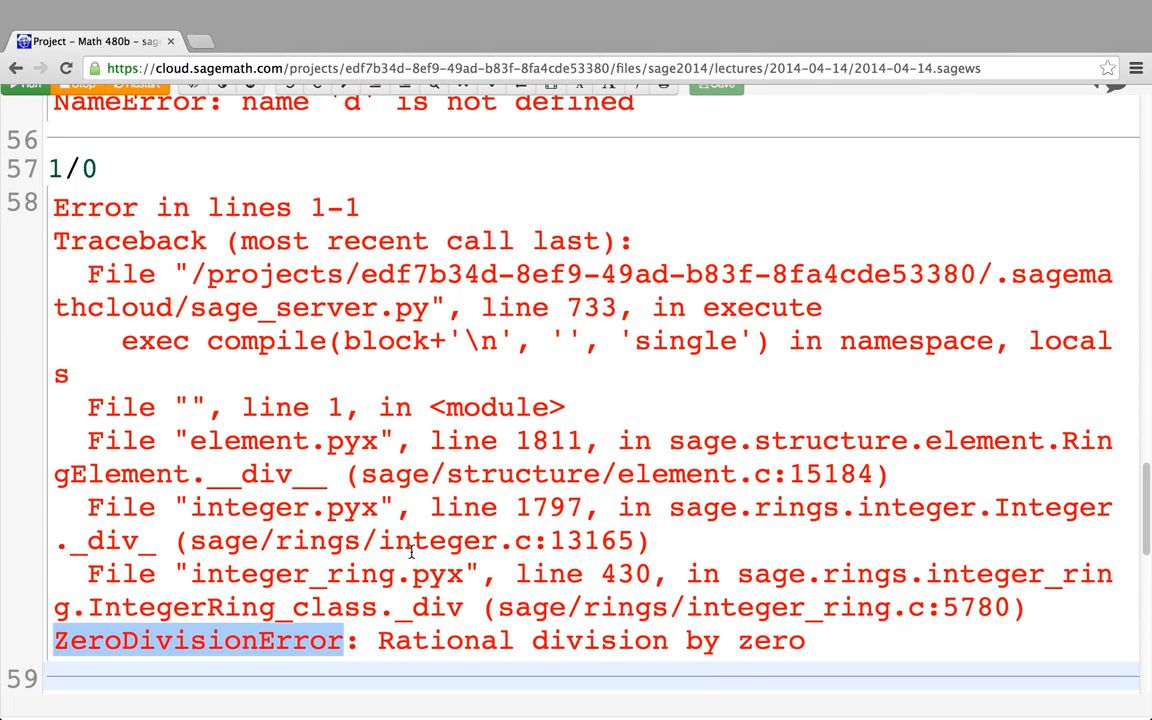 Project – Math 480b – sag
https://cloud.sagemath.com/projects/edf7b34d-8ef9-49ad-b83f-8fa4cde53380/files/sage2014/lectures/2014-04-14/2014-04-14.sagews
NameError: name 'd' is not defined
56
57 1/0
58 Error in lines 1-1
Traceback (most recent call last):
File "/projects/edf7b34d-8ef9-49ad-b83f-8fa4cde53380/.sagema
thcloud/sage_server.py", line 733, in execute
exec compile(block+'\n', '', 'single') in namespace, local
s
File "", line 1, in <module>
File "element.pyx", line 1811, in sage.structure.element.Rin
gElement.__div__ (sage/structure/element.c:15184)
File "integer.pyx", line 1797, in sage.rings.integer.Integer
._div_ (sage/rings/integer.c:13165)
File "integer_ring.pyx", line 430, in sage.rings.integer_rin
g.IntegerRing_class._div (sage/rings/integer_ring.c:5780)
ZeroDivisionError: Rational division by zero
59